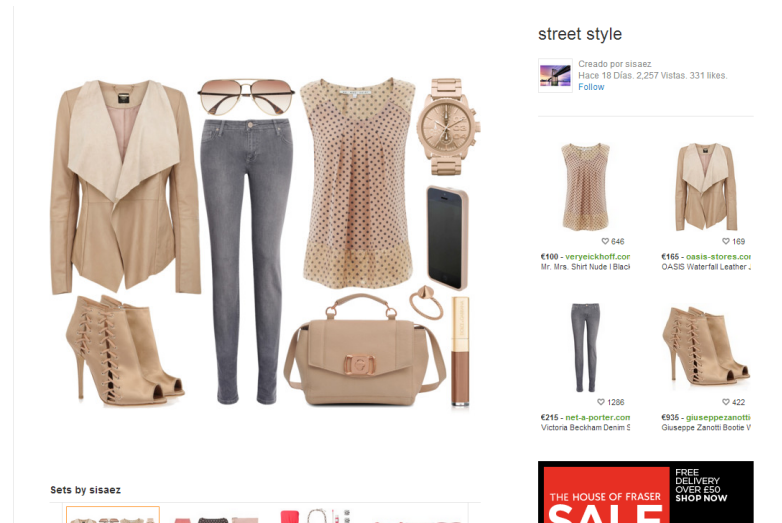 street style
Creado por sisaez
Hace 18 Días. 2,257 Vistas. 331 likes.
Follow
646
169
€100 - veryeickhoff.cor
€165 - oasis-stores.cor
Mr. Mrs. Shirt Nude I Black
OASIS Waterfall Leather
1286
422
€215 - net-a-porter.com
€935 - giuseppezanotti
Victoria Beckham Denim S
Giuseppe Zanotti Bootie W
Sets by sisaez
THE HOUSE OF FRASER
SALE
FREE
DELIVERY
OVER £50
SHOP NOW